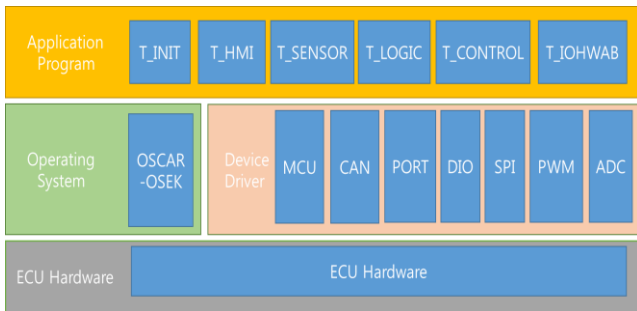 Application
Program
T_INIT
T_HMI
T_SENSOR
T_LOGIC
T_CONTROL
T_IOHWAB
Operating
System
OSCAR
-OSEK
Device
Driver
MCU
CAN
PORT
DIO
SPI
PWM
ADC
ECU Hardware
ECU Hardware